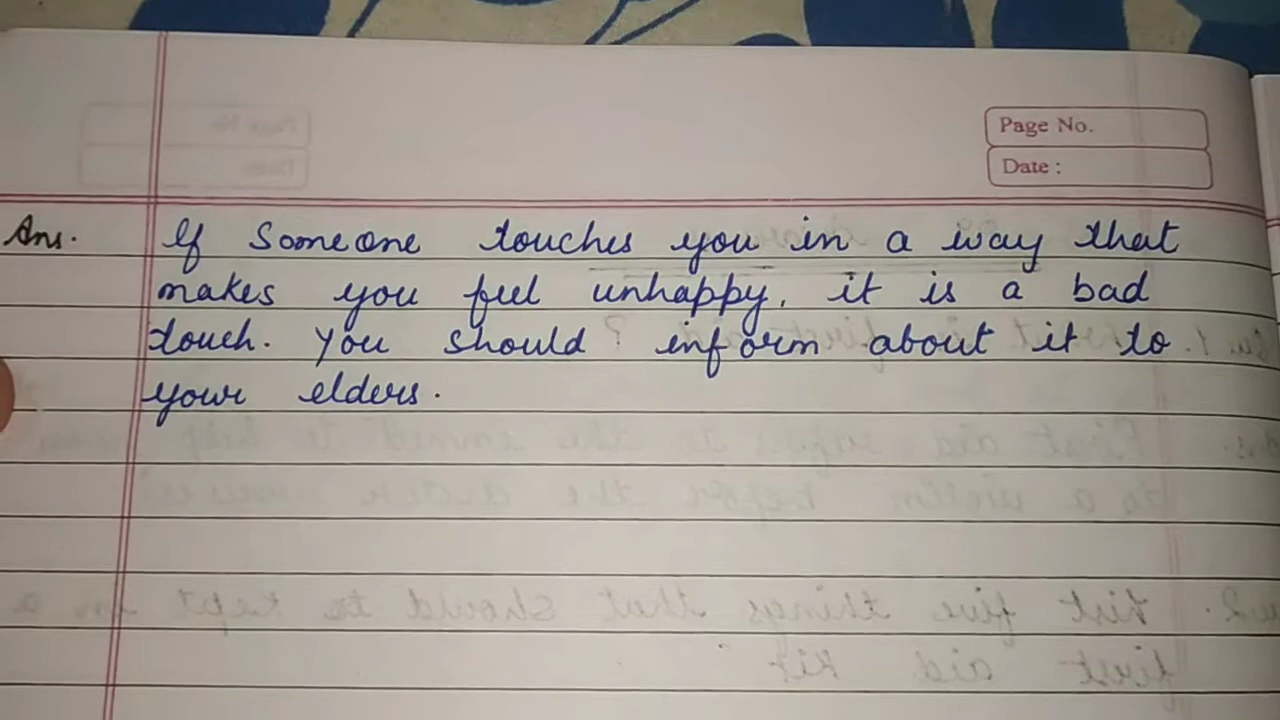 Page No.
Date :
Ans. If Someone touches you in a way that
makes you feel unhappy, it is a bad
touch. You should inform about it to
your elders.